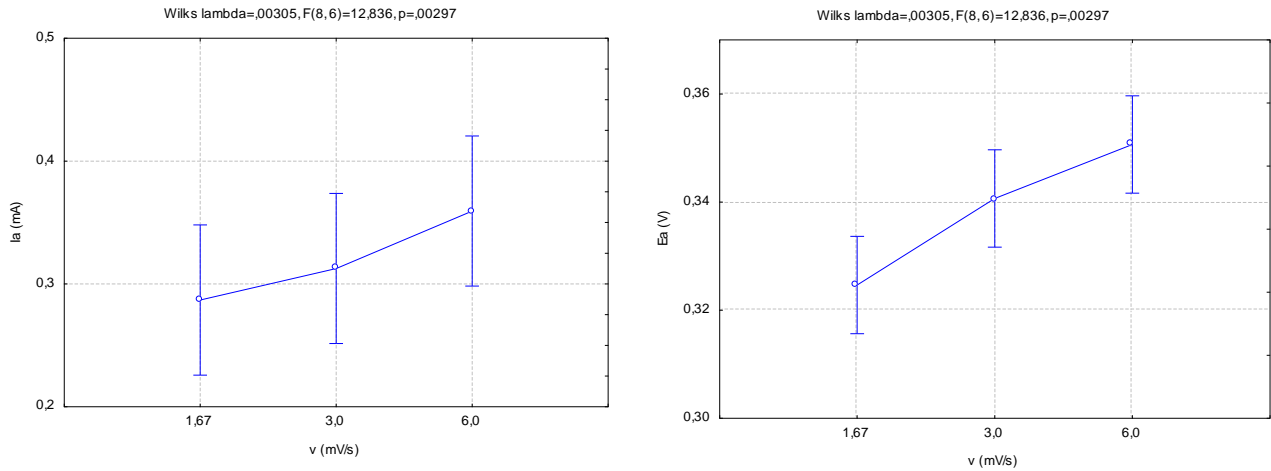 Wilks lambda=,00305, F(8, 6)=12,836, p=,00297
0,5
0,4
0,3
0,2
Ia (mA)
1,67 3,0 6,0
v (mV/s)
Wilks lambda=,00305, F(8, 6)=12,836, p=,00297
0,36
0,34
0,32
0,30
Ea (V)
1,67 3,0 6,0
v (mV/s)